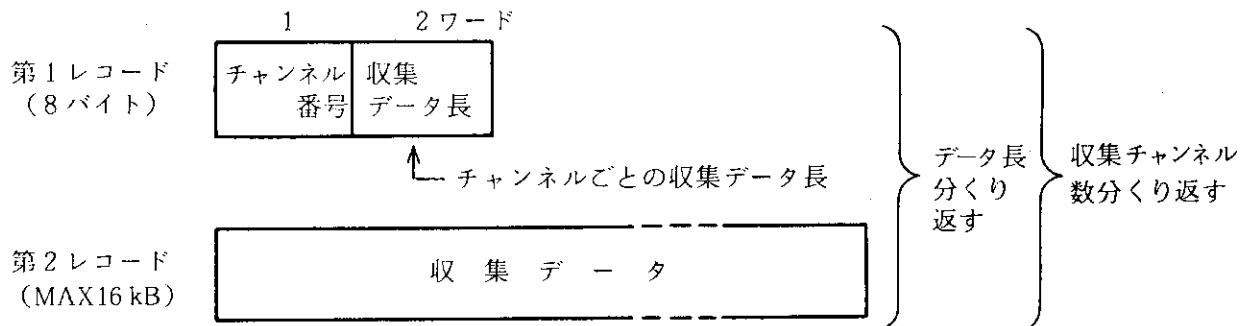 1 2ワード
第1レコード
(8バイト)
チャンネル
番号
収集
データ長
チャンネルごとの収集データ長
データ長
分くり
返す
収集チャンネル
数分くり返す
第2レコード
(MAX16 kB)
収集データ